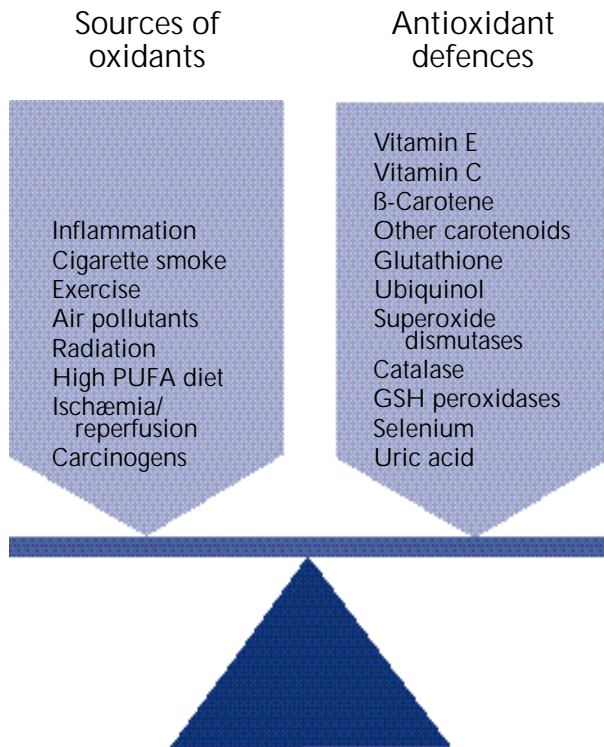 Sources of
oxidants
Inflammation
Cigarette smoke
Exercise
Air pollutants
Radiation
High PUFA diet
Ischæmia/
reperfusion
Carcinogens
Antioxidant
defences
Vitamin E
Vitamin C
ß-Carotene
Other carotenoids
Glutathione
Ubiquinol
Superoxide
dismutases
Catalase
GSH peroxidases
Selenium
Uric acid